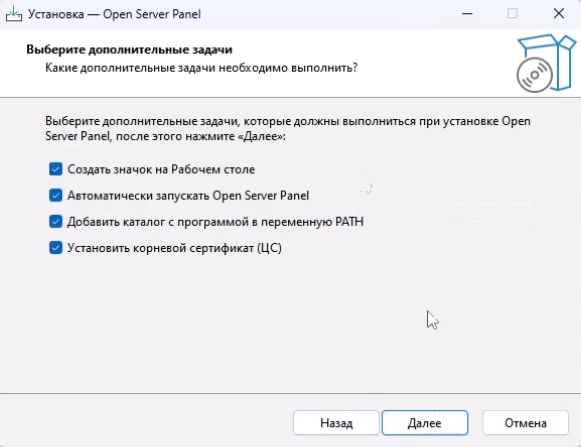 Установка — Open Server Panel
Выберите дополнительные задачи
Какие дополнительные задачи необходимо выполнить?
Выберите дополнительные задачи, которые должны выполниться при установке Open
Server Panel, после этого нажмите «Далее»:
Создать значок на Рабочем столе
Автоматически запускать Open Server Panel
Добавить каталог с программой в переменную PATH
Установить корневой сертификат (ЦС)
Назад
Далее
Отмена